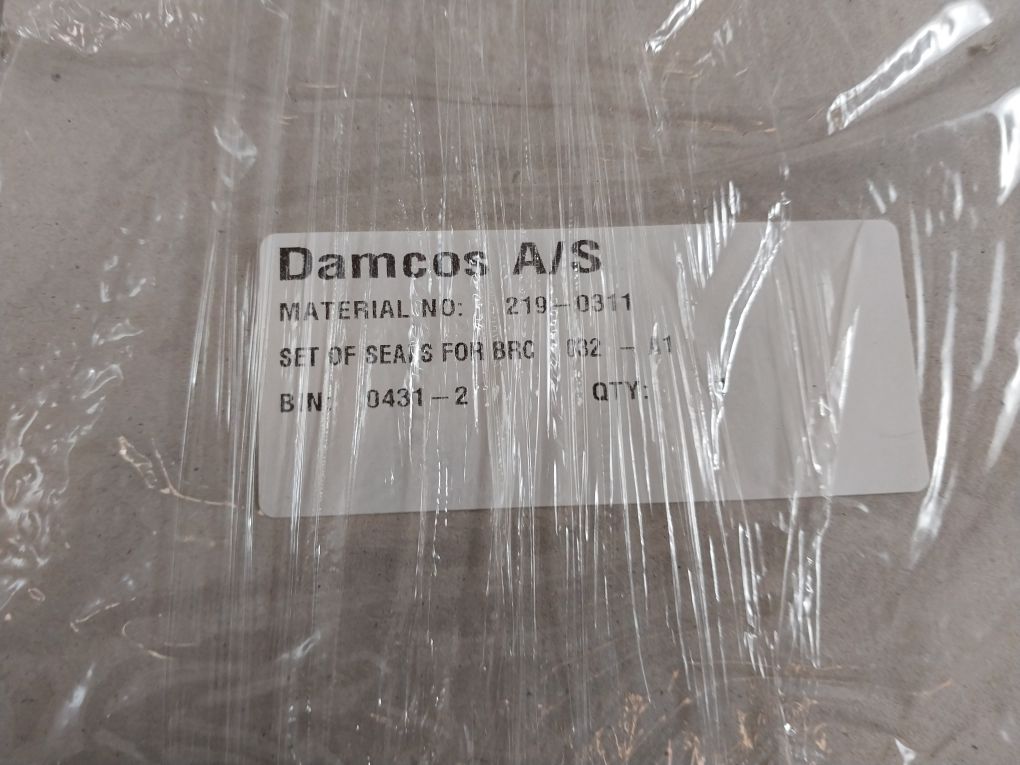 Damcos A/S
MATERIAL NO: 219-0311
SET OF SEALS FOR BRC 032 - A1
BIN: 0431-2 QTY: